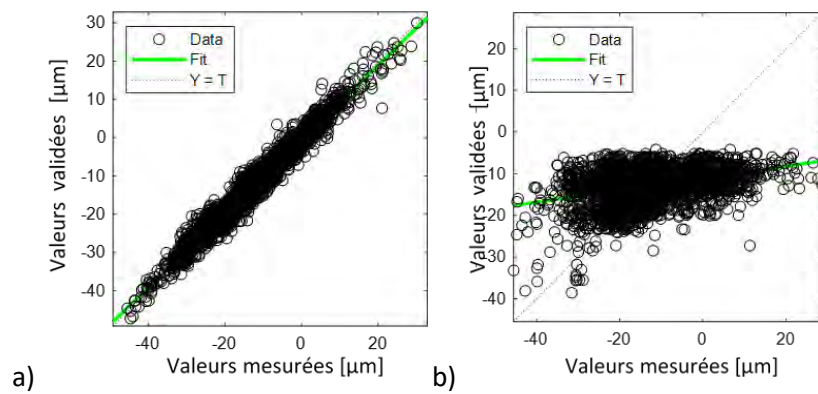 a)
Valeurs validées [µm]
30
20
10
0
-10
-20
-30
-40
Data
Fit
Y = T
-40
-20
0
20
Valeurs mesurées [µm]
b)
Valeurs validées [µm]
20
10
0
10
20
-30
-40
Data
Fit
Y = T
-40
-20
0
20
Valeurs mesurées [µm]